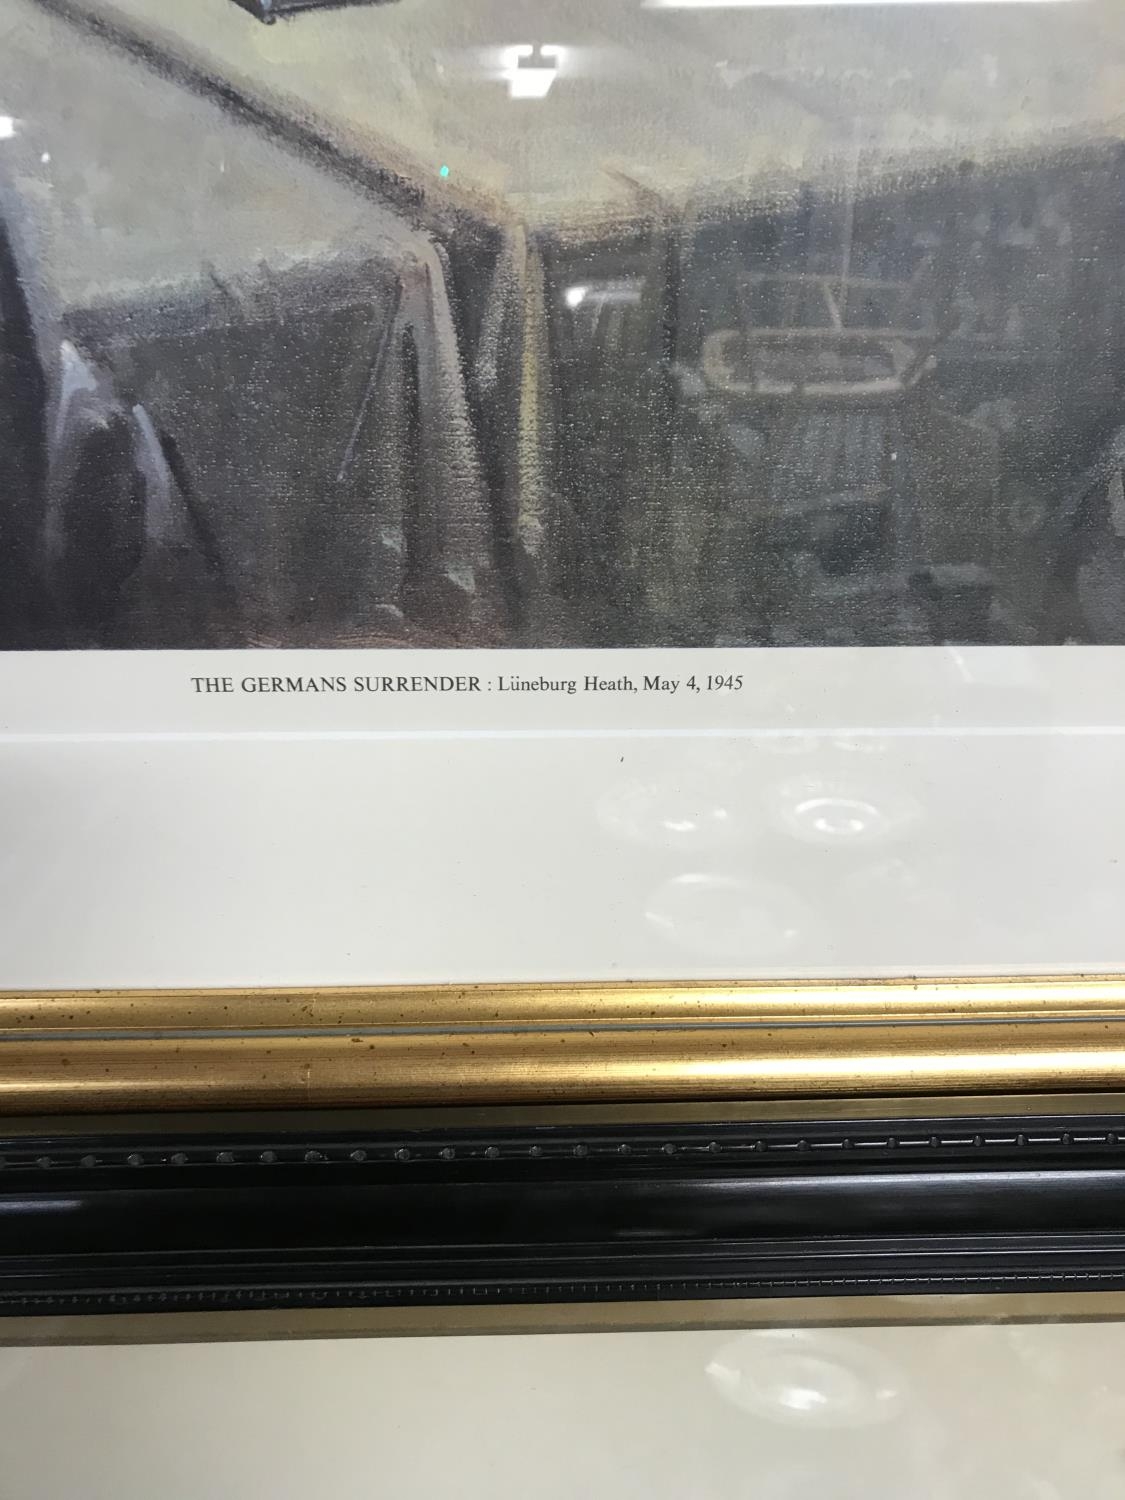 THE GERMANS SURRENDER : Lüneburg Heath, May 4, 1945